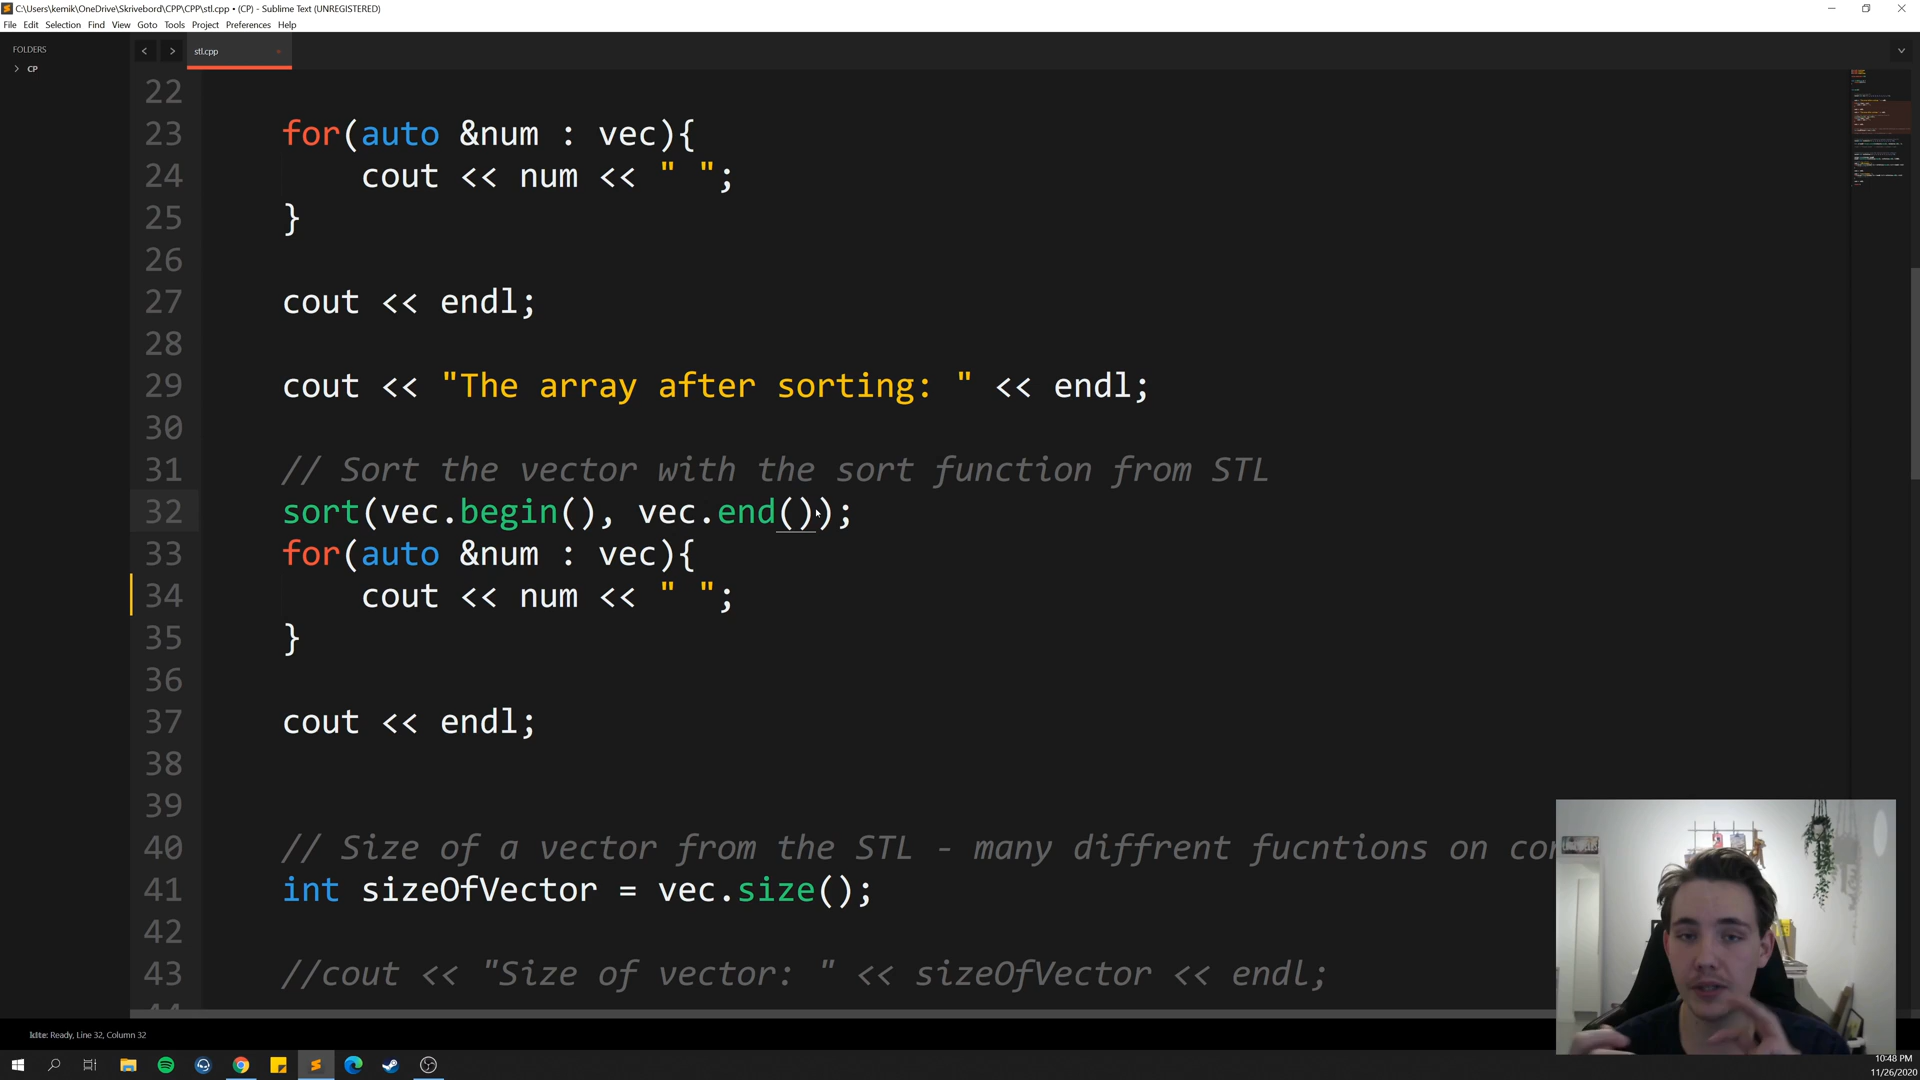 C:\Users\kemik\OneDrive\Skrivebord\CPP\CPP\stl.cpp • (CP) - Sublime Text (UNREGISTERED)
File Edit Selection Find View Goto Tools Project Preferences Help
FOLDERS
CP
stl.cpp
22
23 for(auto &num : vec){
24 cout << num << " ";
25 }
26
27 cout << endl;
28
29 cout << "The array after sorting: " << endl;
30
31 // Sort the vector with the sort function from STL
32 sort(vec.begin(), vec.end());
33 for(auto &num : vec){
34 cout << num << " ";
35 }
36
37 cout << endl;
38
39
40 // Size of a vector from the STL - many diffrent fucntions on
41 int sizeOfVector = vec.size();
42
43 //cout << "Size of vector: " << sizeOfVector << endl;
kite: Ready, Line 32, Column 32
10:48 PM
11/26/2020